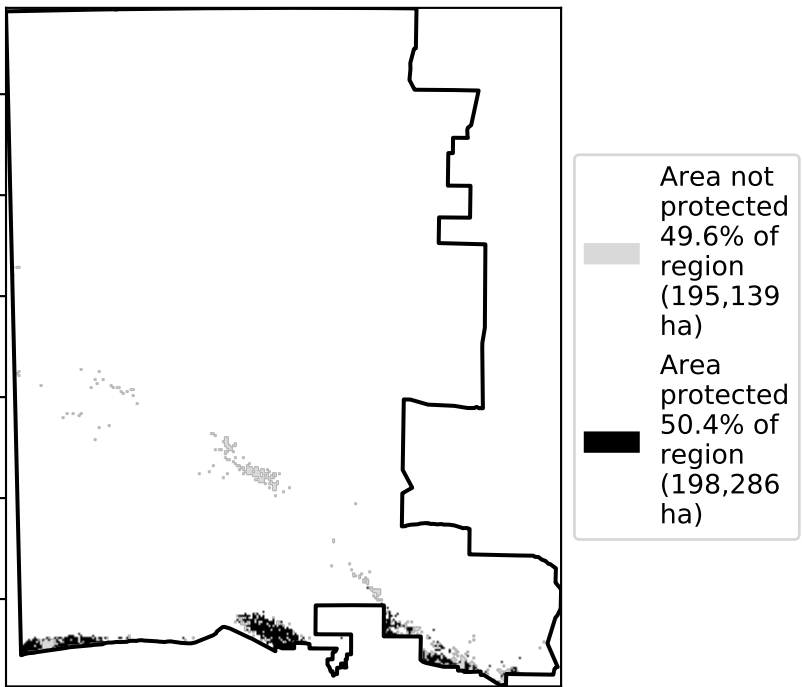 Area not
protected
49.6% of
region
(195,139
ha)
Area
protected
50.4% of
region
(198,286
ha)